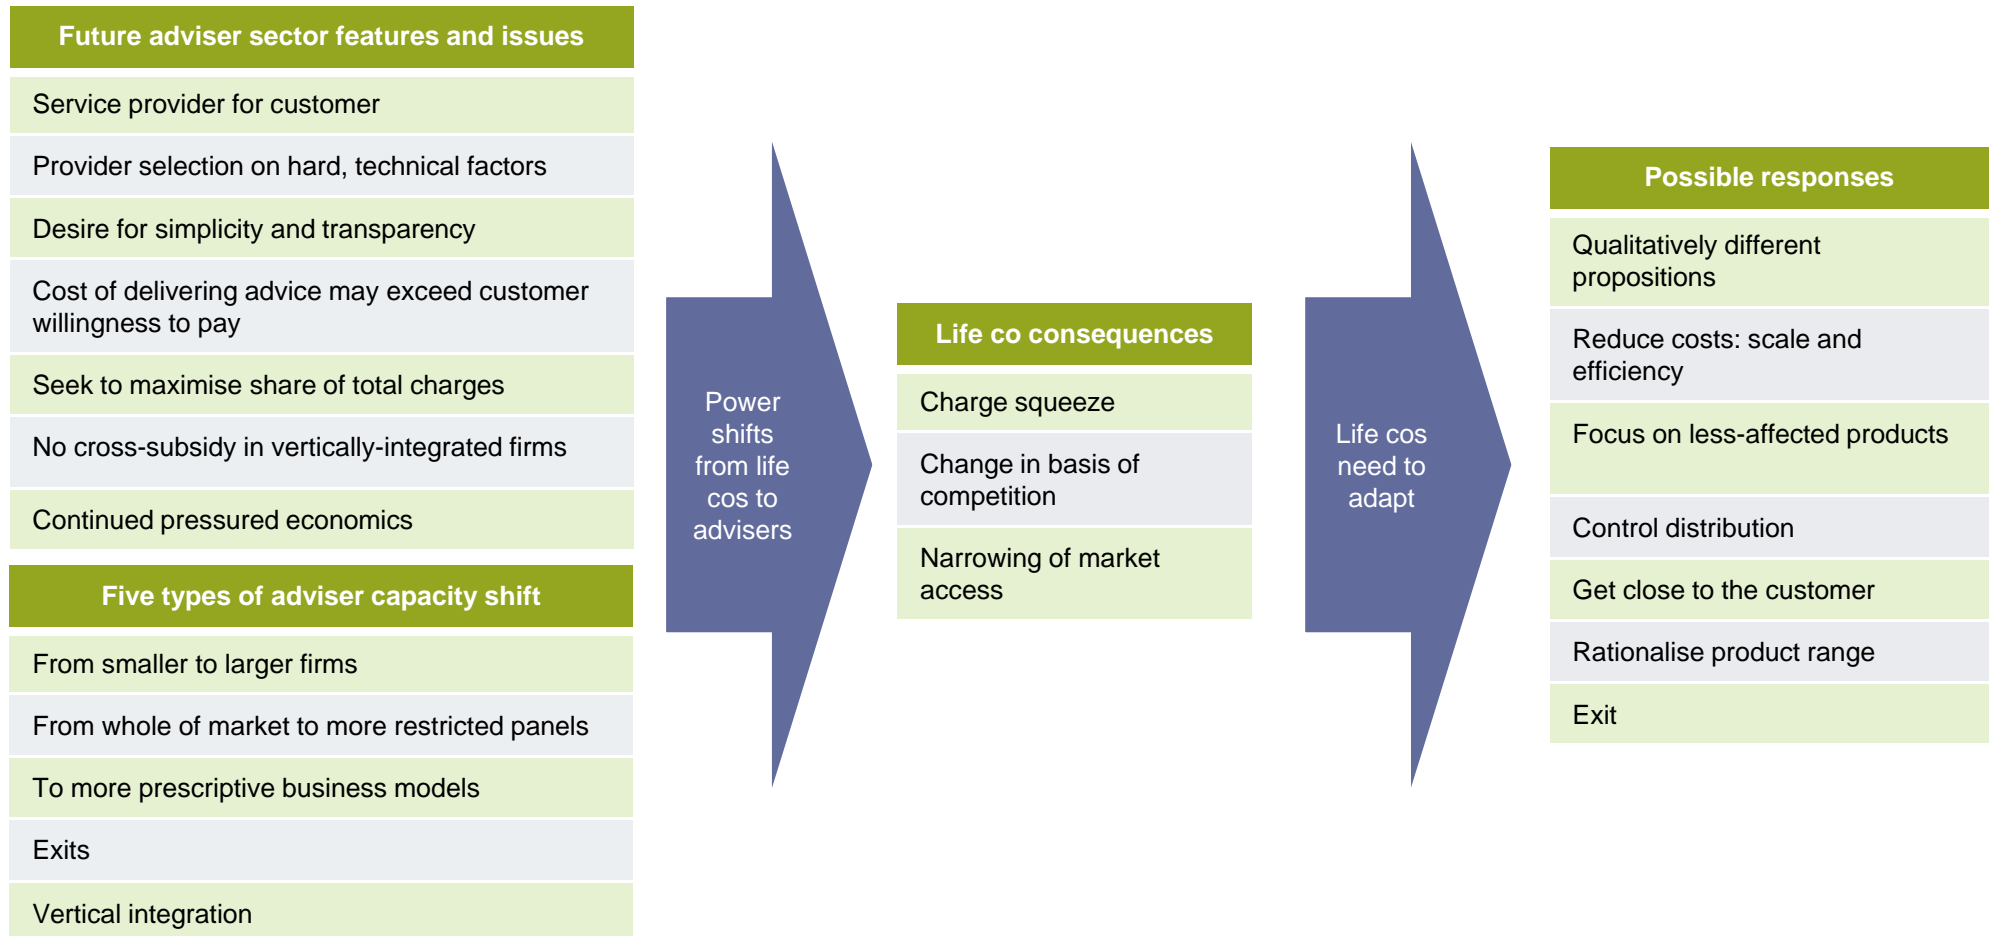 Future adviser sector features and issues
Service provider for customer
Provider selection on hard, technical factors
Desire for simplicity and transparency
Cost of delivering advice may exceed customer
willingness to pay
Seek to maximise share of total charges
No cross-subsidy in vertically-integrated firms
Continued pressured economics
Five types of adviser capacity shift
From smaller to larger firms
From whole of market to more restricted panels
To more prescriptive business models
Exits
Vertical integration
Power
shifts
from life
cos to
advisers
Life co consequences
Charge squeeze
Change in basis of
competition
Narrowing of market
access
Life cos
need to
adapt
Possible responses
Qualitatively different
propositions
Reduce costs: scale and
efficiency
Focus on less-affected products
Control distribution
Get close to the customer
Rationalise product range
Exit